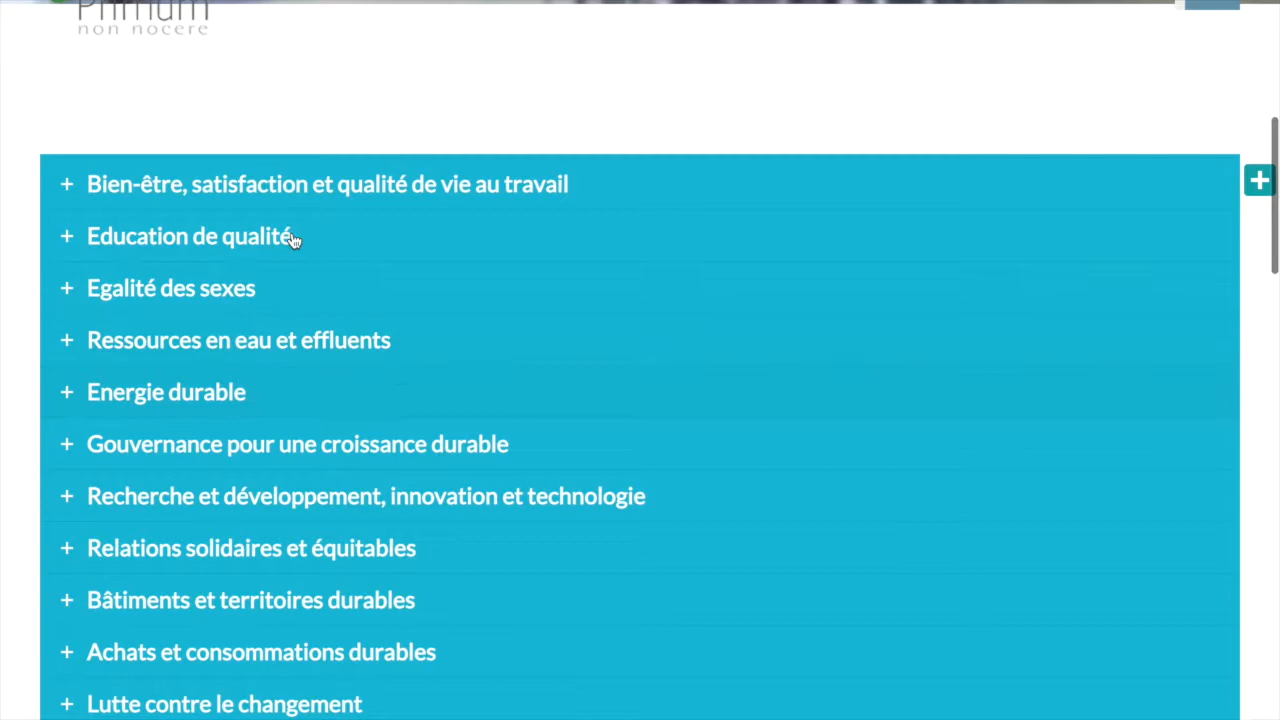 Primum
non nocere
+ Bien-être, satisfaction et qualité de vie au travail
+ Education de qualité
+ Egalité des sexes
+ Ressources en eau et effluents
+ Energie durable
+ Gouvernance pour une croissance durable
+ Recherche et développement, innovation et technologie
+ Relations solidaires et équitables
+ Bâtiments et territoires durables
+ Achats et consommations durables
+ Lutte contre le changement